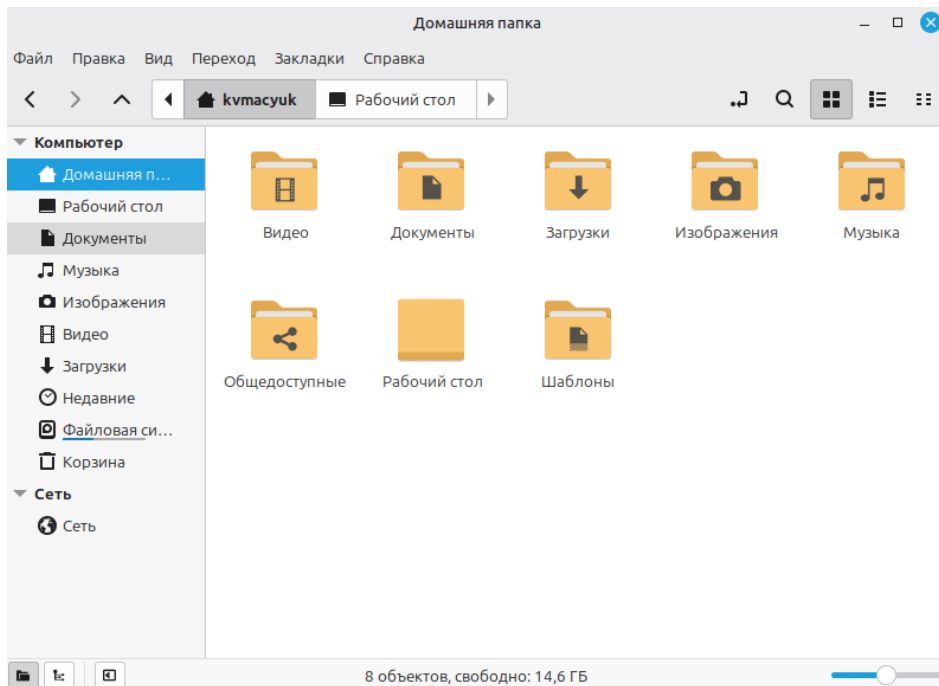 Домашняя папка
Файл Правка Вид Переход Закладки Справка
kvmacyuk Рабочий стол
Компьютер
Домашняя п...
Рабочий стол
Документы
Музыка
Изображения
Видео
Загрузки
Недавние
Файловая си...
Корзина
Сеть
Сеть
Видео Документы Загрузки Изображения Музыка
Общедоступные Рабочий стол Шаблоны
8 объектов, свободно: 14,6 ГБ